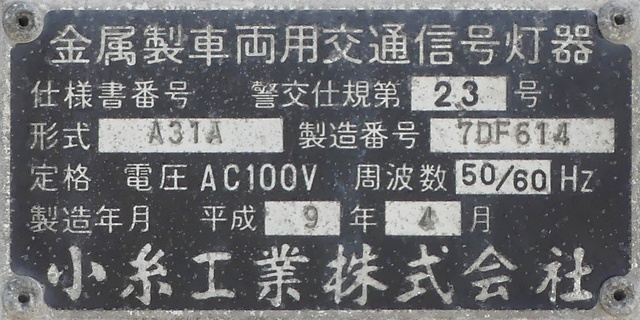 金属製車両用交通信号灯器
仕様書番号 警交仕規第 23 号
形式 A31A 製造番号 7DF614
定格 電圧 AC100V 周波数 50/60 Hz
製造年月 平成 9 年 4 月
小糸工業株式会社